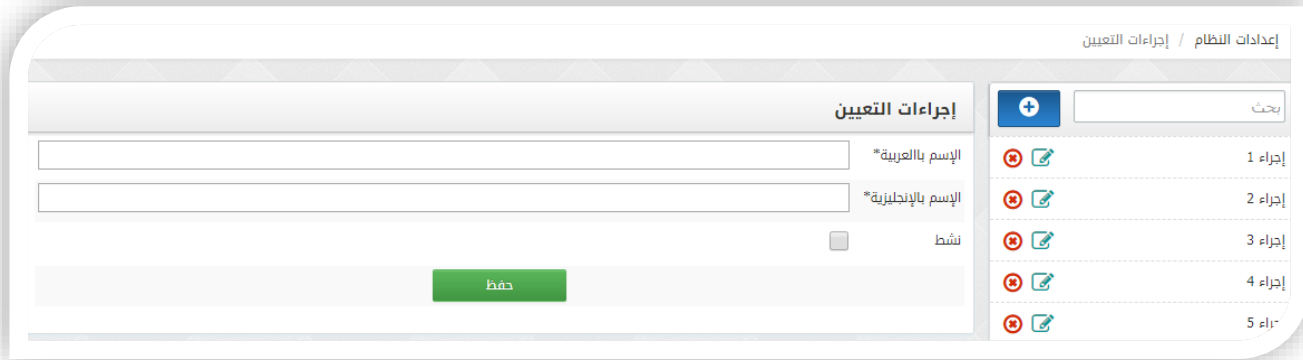 إعدادات النظام / إجراءات التعيين
بحث
إجراء 1
إجراء 2
إجراء 3
إجراء 4
إجراء 5
إجراءات التعيين
الإسم باالعربية*
الإسم بالإنجليزية*
نشط
حفظ